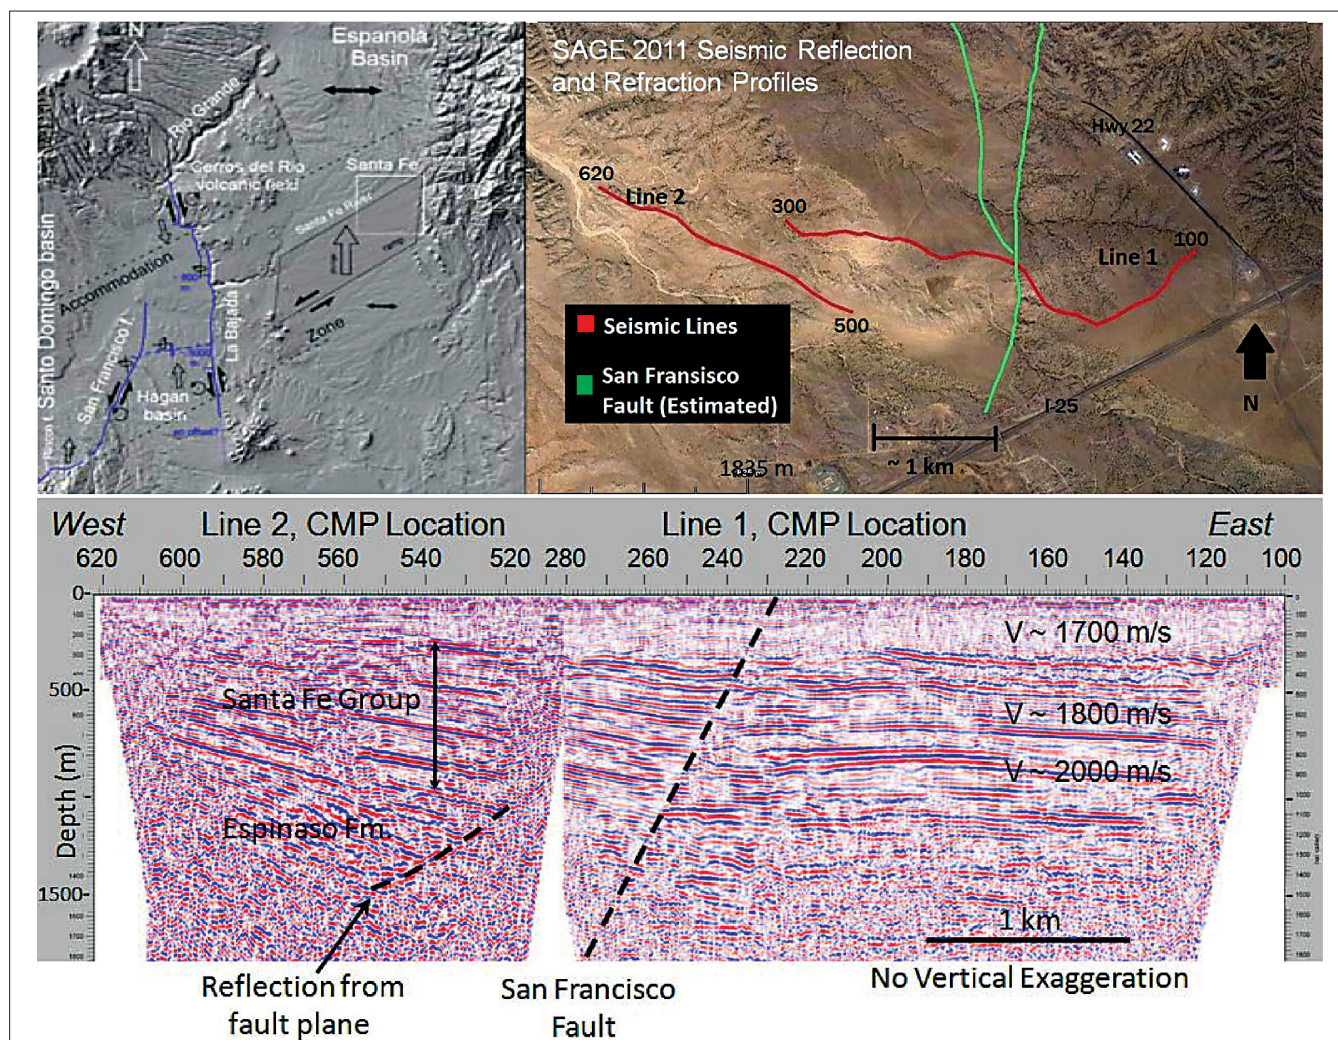 N
Espanola
Basin
Rio Grande
Cerros del Rio
volcanic field
Santa Fe
Santa Fe River
Accommodation
Zone
La Bajada
San Francisco f.
Hagan
basin
Santo Domingo basin
SAGE 2011 Seismic Reflection
and Refraction Profiles
Hwy 22
620
Line 2
300
100
Line 1
500
Seismic Lines
San Fransisco
Fault (Estimated)
I-25
N
~ 1 km
1835 m
West
Line 2, CMP Location
Line 1, CMP Location
East
620 600 580 560 540 520 280 260 240 220 200 180 160 140 120 100
0
V ~ 1700 m/s
500
Santa Fe Group
V ~ 1800 m/s
V ~ 2000 m/s
Depth (m)
Espinaso Fm.
1500
1 km
Reflection from
fault plane
San Francisco
Fault
No Vertical Exaggeration